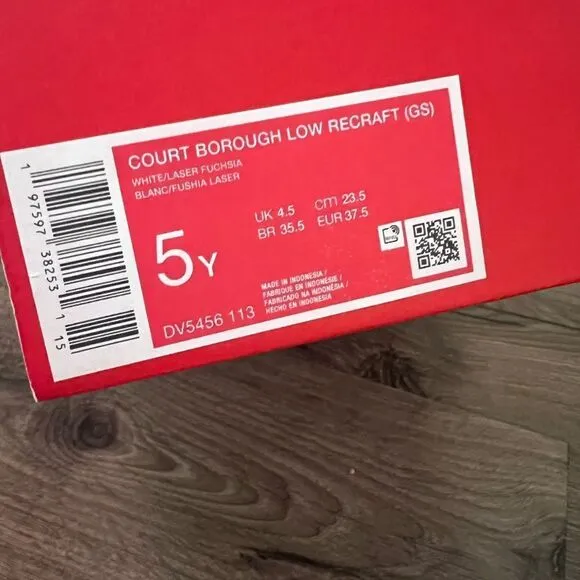 COURT BOROUGH LOW RECRAFT (GS)
WHITE/LASER FUCHSIA
BLANC/FUSHIA LASER
5Y
UK 4.5 cm 23.5
BR 35.5 EUR 37.5
MADE IN INDONESIA /
FABRIQUE EN INDONESIE /
FABRICADO NA INDONÉSIA /
HECHO EN INDONESIA
DV5456 113
1 97597 38253 1 15